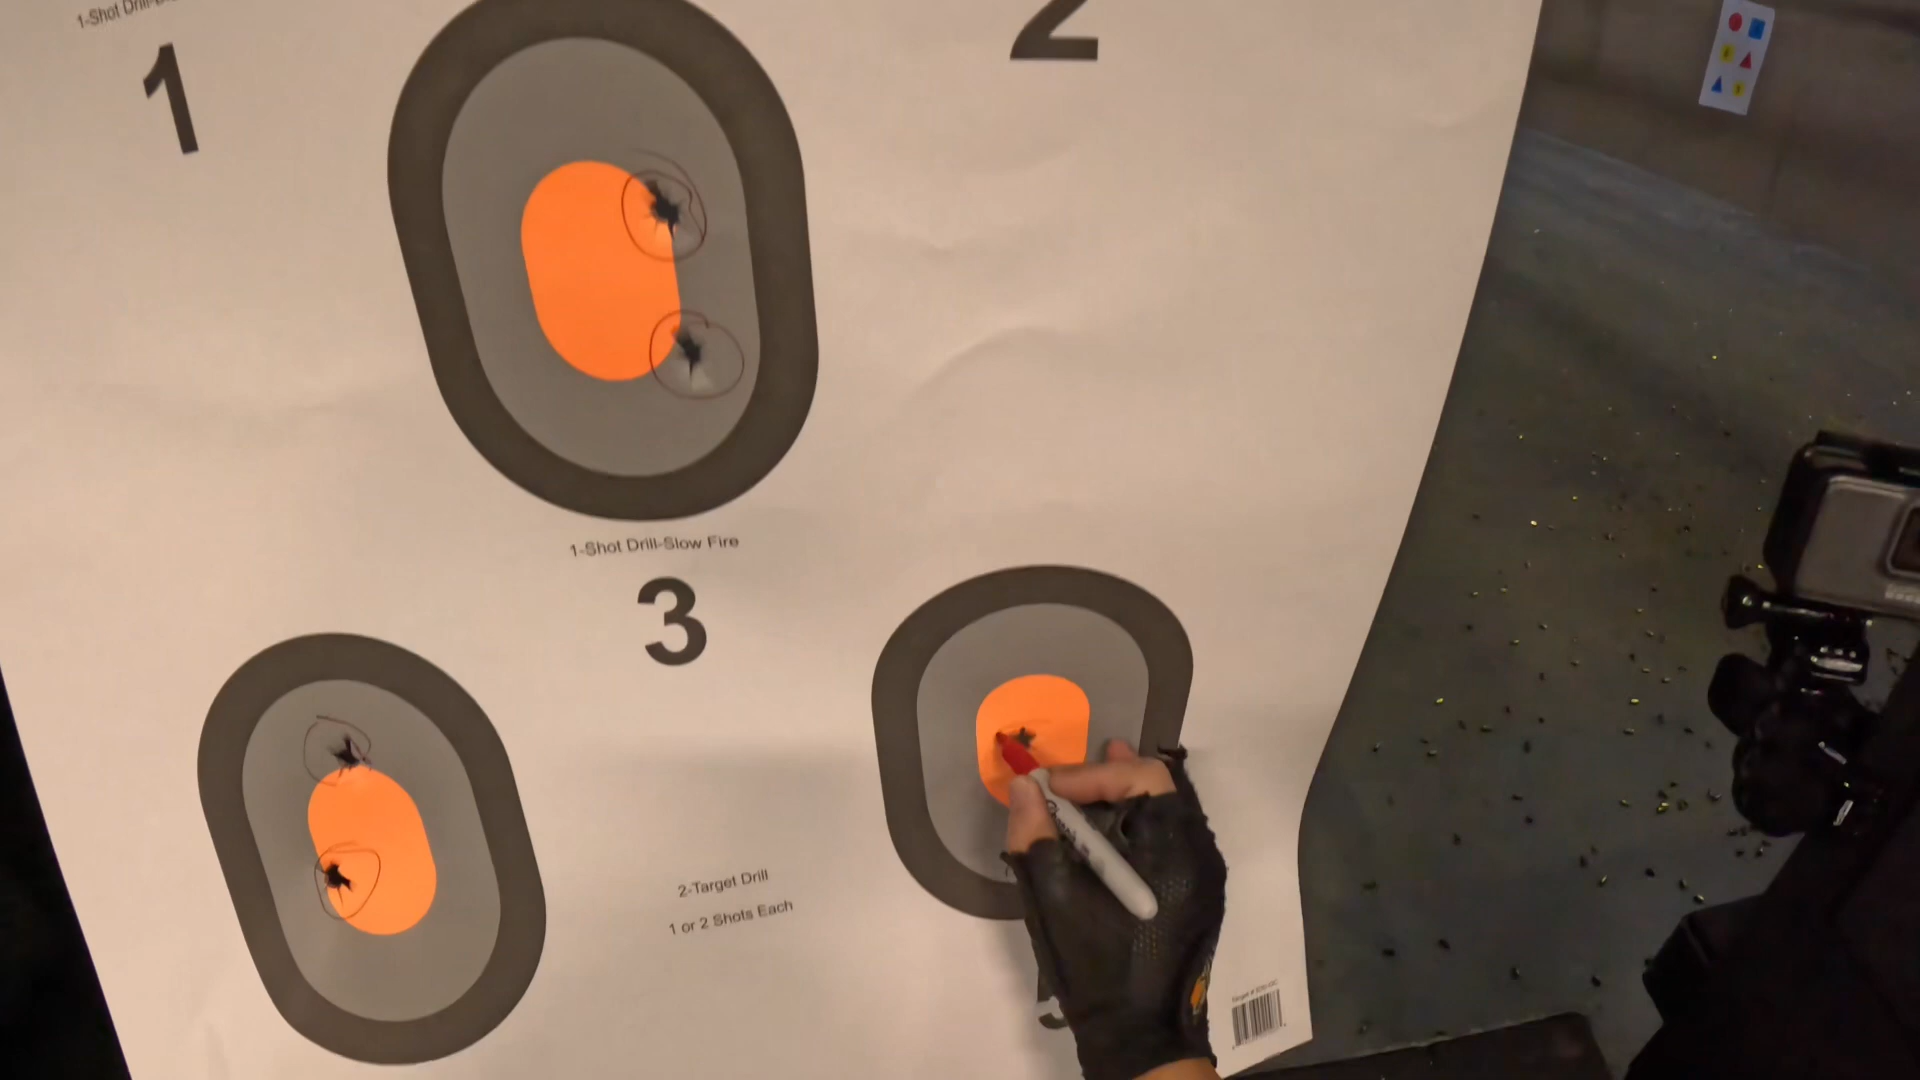 1-Shot Drill
1
2
1-Shot Drill-Slow Fire
3
2-Target Drill
1 or 2 Shots Each